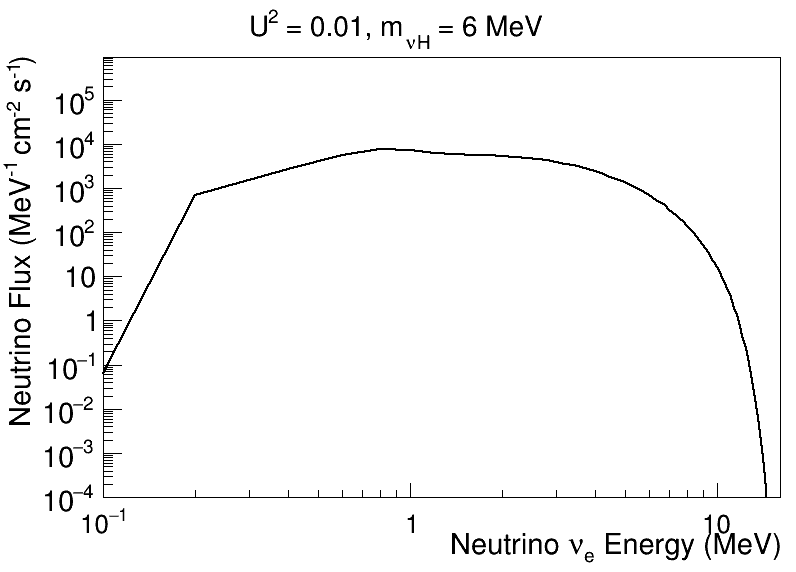 U² = 0.01, m_νH = 6 MeV
Neutrino Flux (MeV⁻¹ cm⁻² s⁻¹)
10⁵
10⁴
10³
10²
10
1
10⁻¹
10⁻²
10⁻³
10⁻⁴
10⁻¹ 1 10
Neutrino νₑ Energy (MeV)